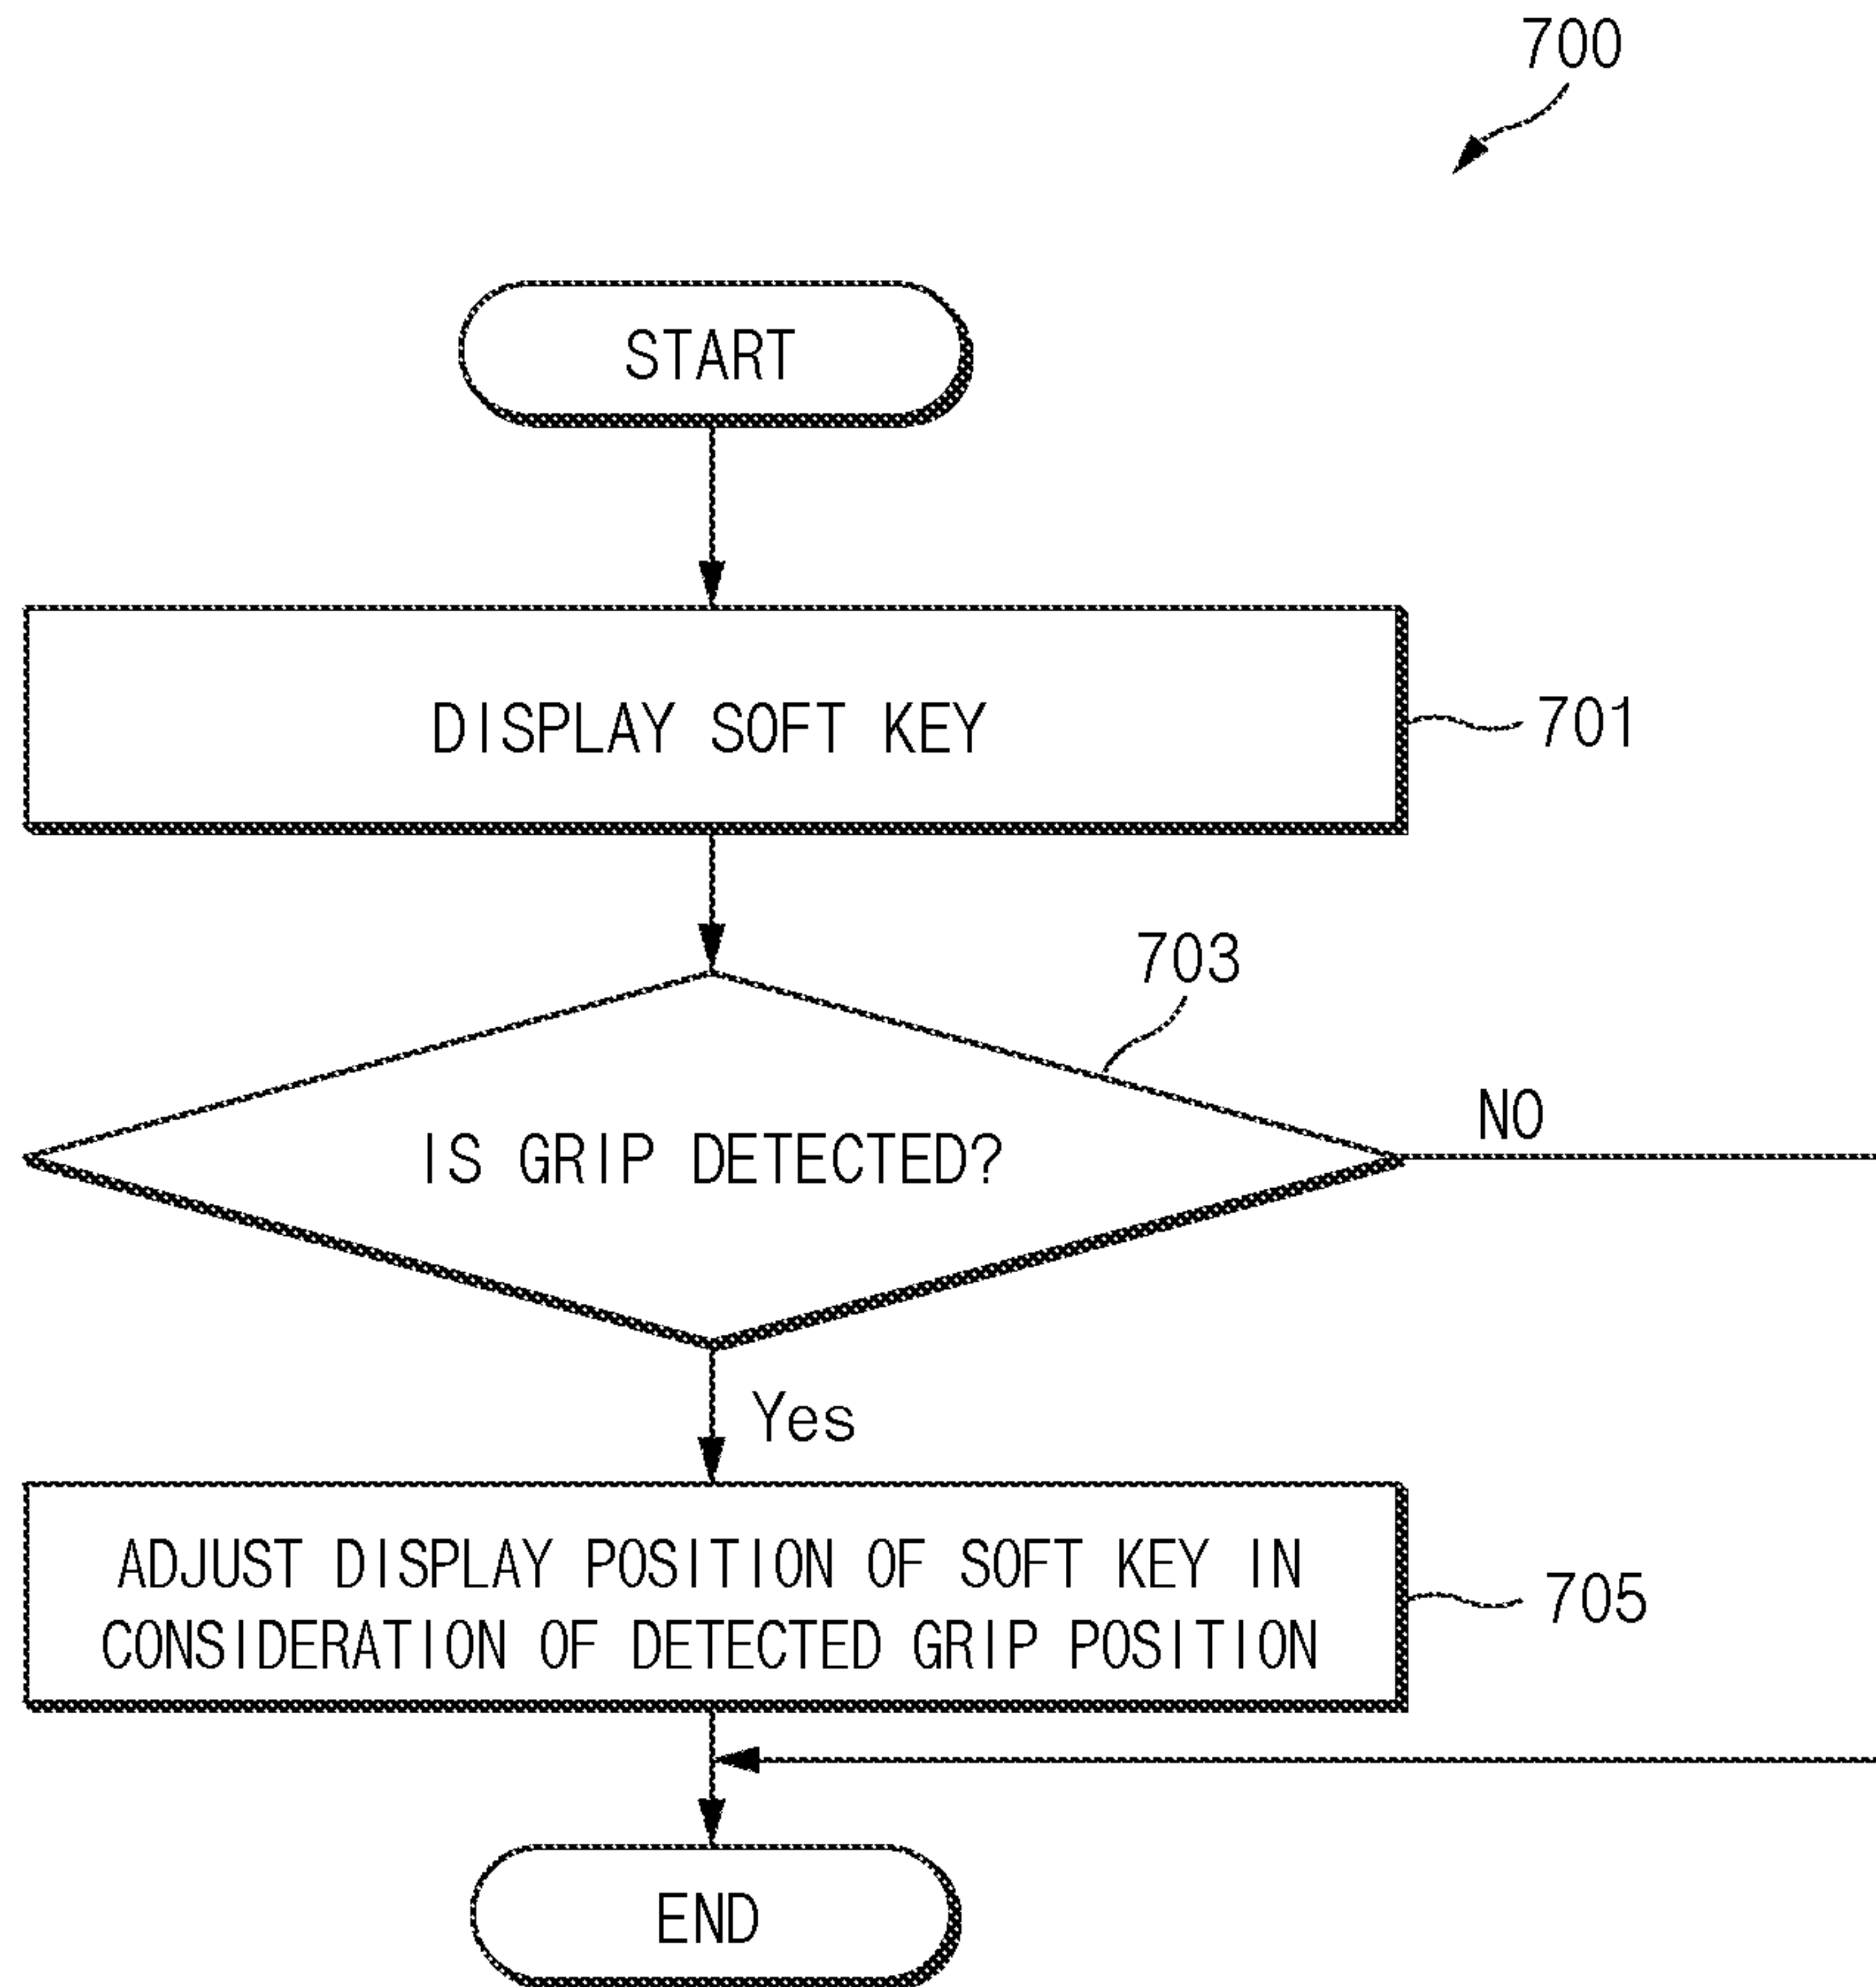 700
START
DISPLAY SOFT KEY
701
703
IS GRIP DETECTED?
NO
Yes
ADJUST DISPLAY POSITION OF SOFT KEY IN
CONSIDERATION OF DETECTED GRIP POSITION
705
END